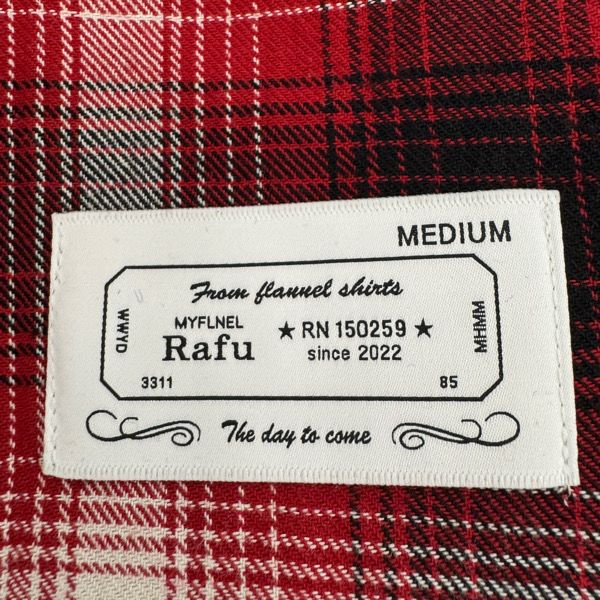 MEDIUM
From flannel shirts
WWYD
MYFLNEL
Rafu
★ RN 150259 ★
since 2022
MHMM
3311
85
The day to come